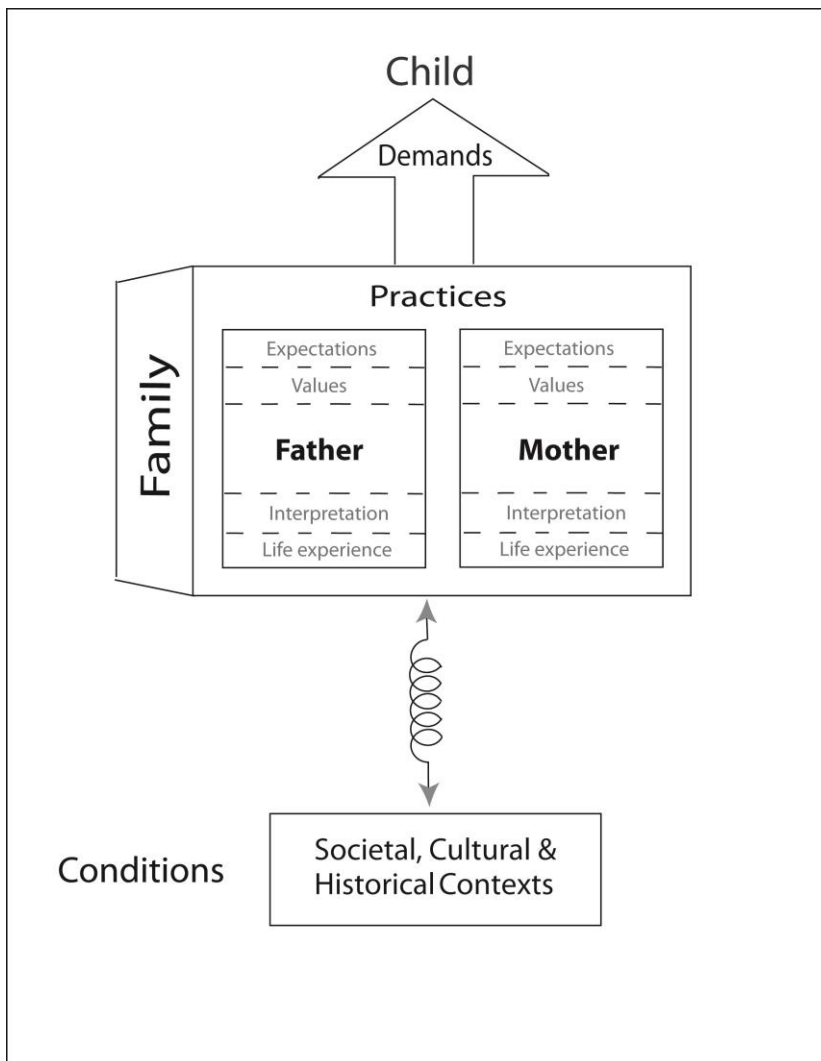 Child
Demands
Practices
Family
Expectations
Values
Father
Interpretation
Life experience
Expectations
Values
Mother
Interpretation
Life experience
Conditions
Societal, Cultural &
Historical Contexts